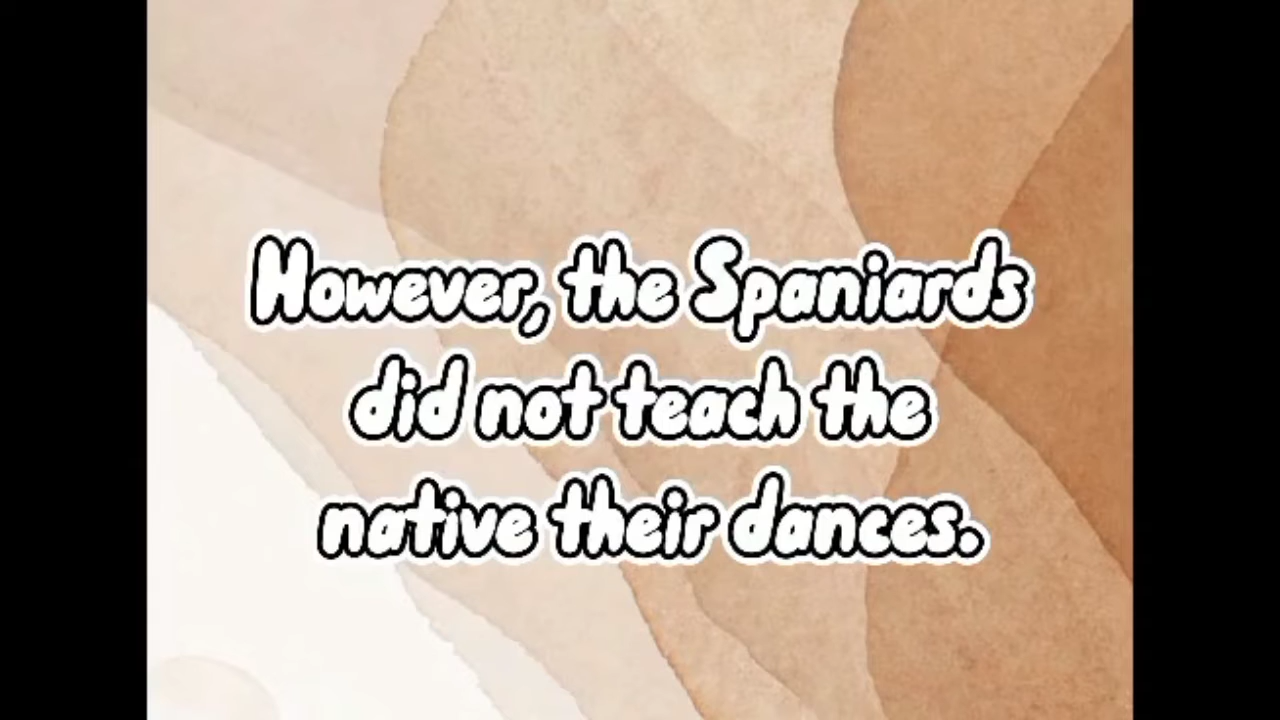 However, the Spaniards
did not teach the
native their dances.